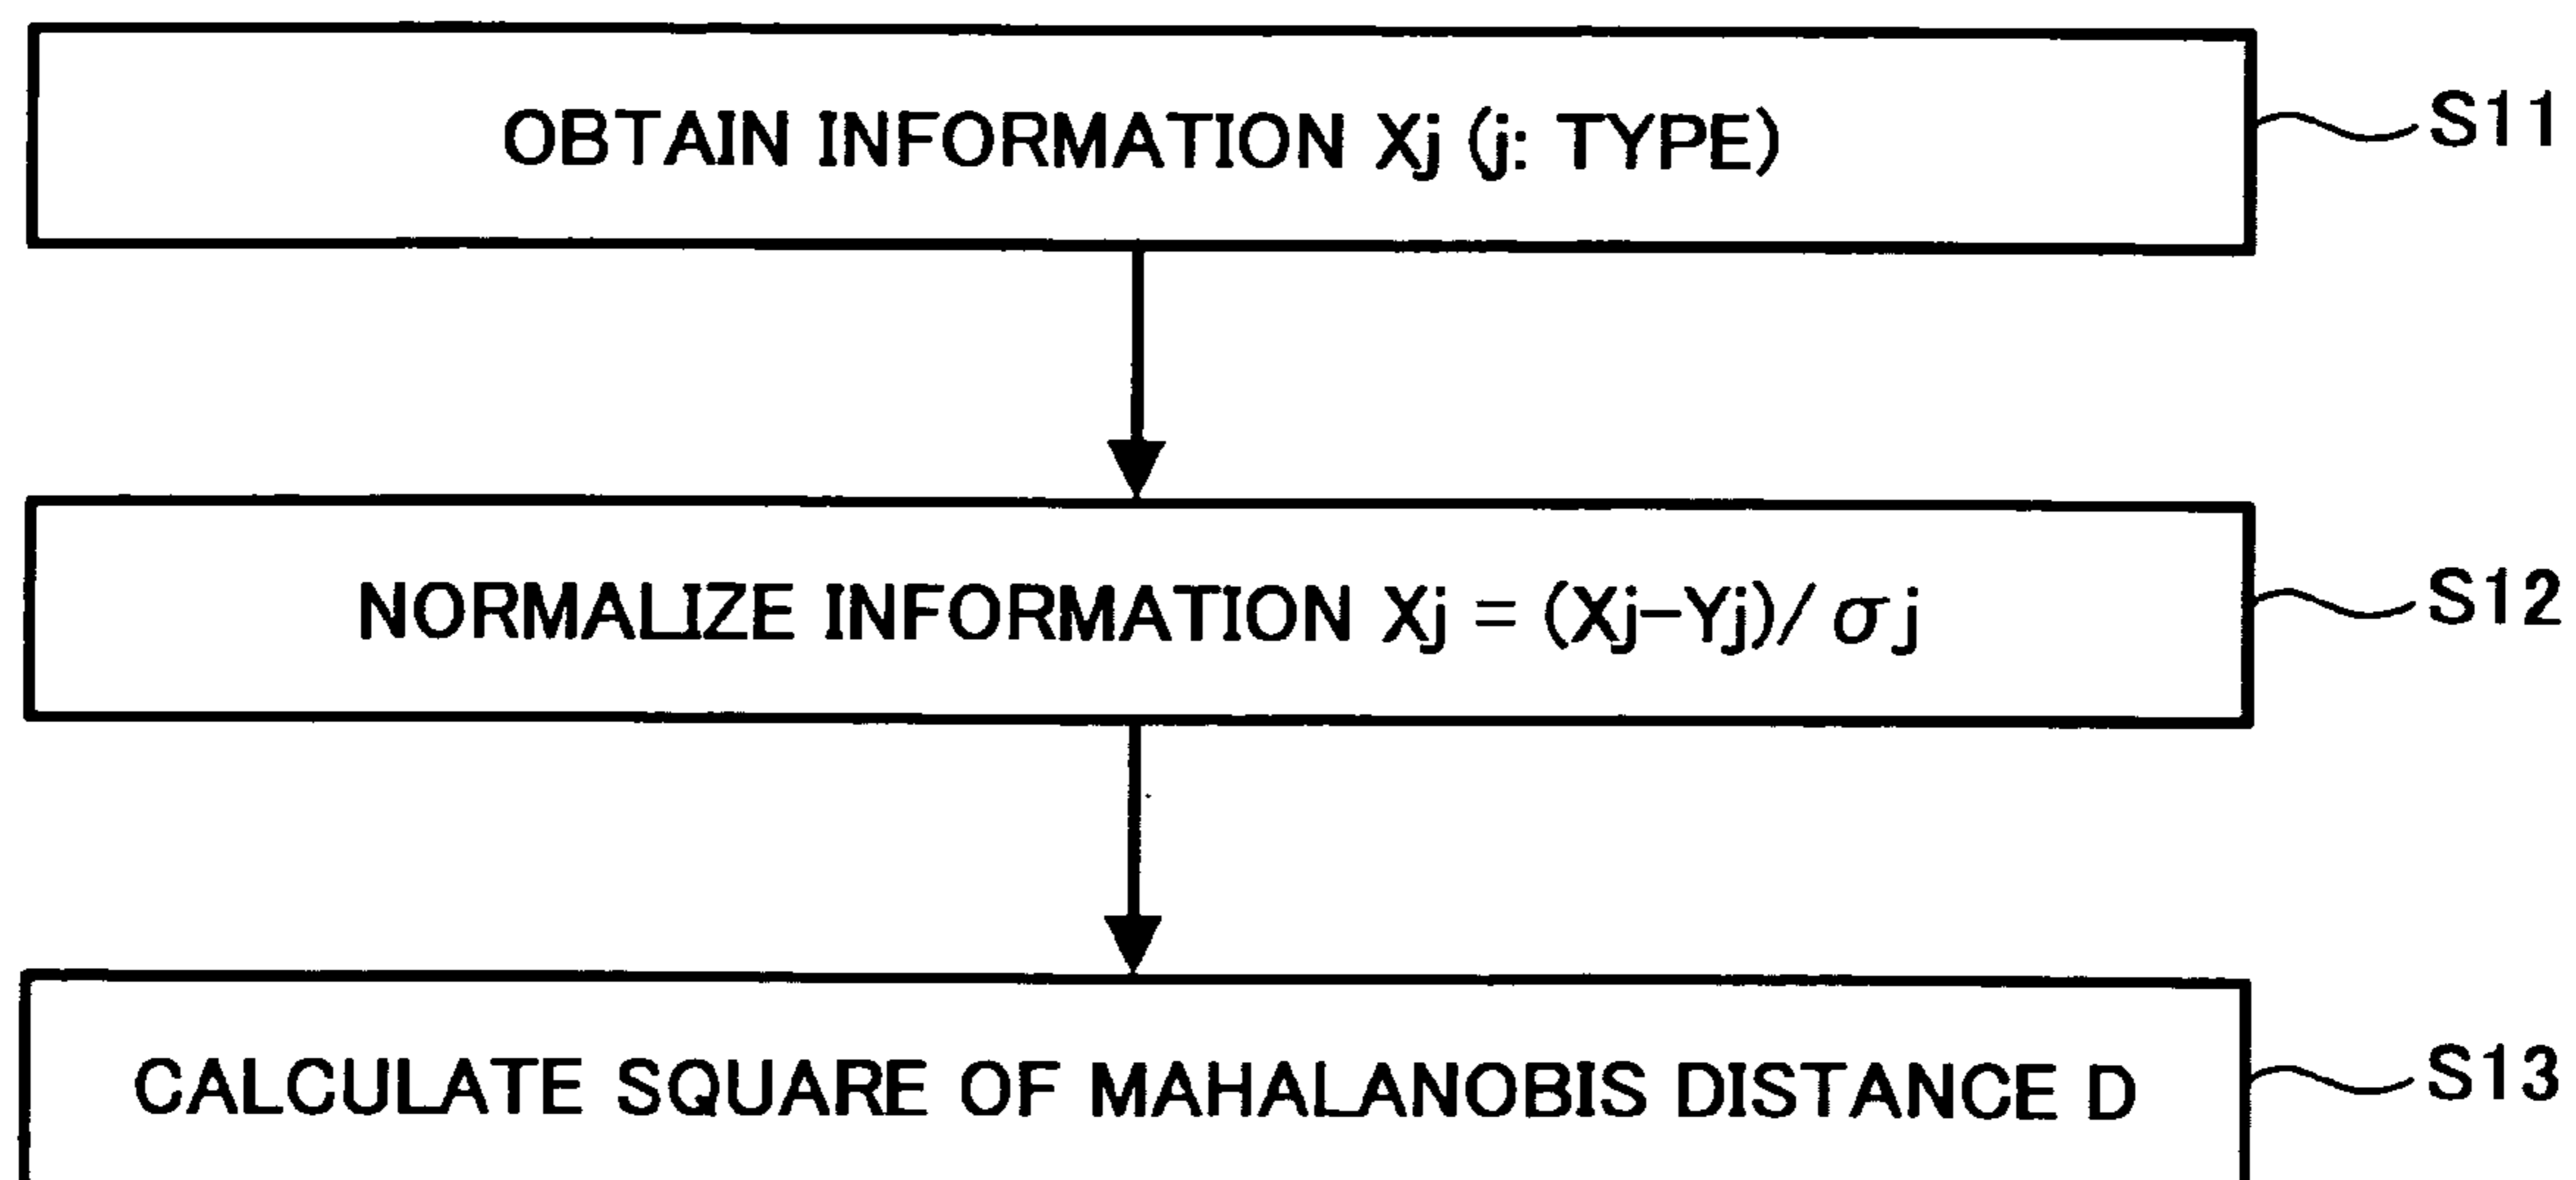 OBTAIN INFORMATION Xj (j: TYPE)
S11
NORMALIZE INFORMATION Xj = (Xj-Yj)/σj
S12
CALCULATE SQUARE OF MAHALANOBIS DISTANCE D
S13